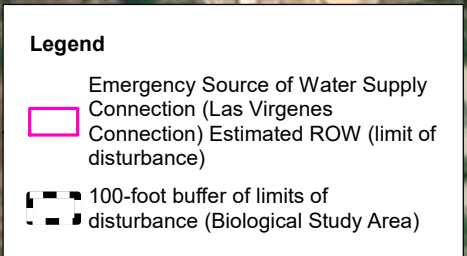 Legend
Emergency Source of Water Supply
Connection (Las Virgenes
Connection) Estimated ROW (limit of
disturbance)
100-foot buffer of limits of
disturbance (Biological Study Area)